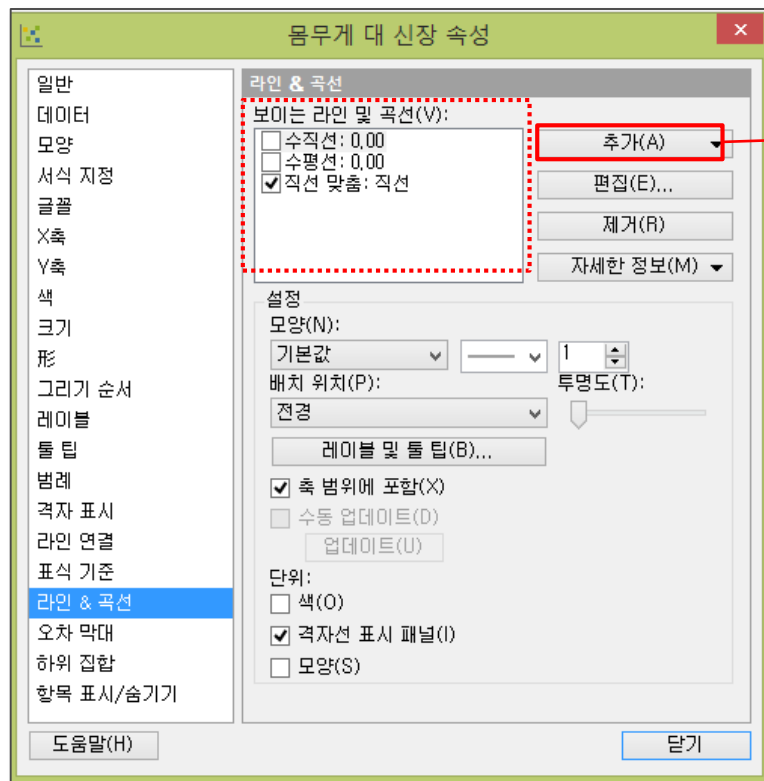 몸무게 대 신장 속성
일반
데이터
모양
서식 지정
글꼴
X축
Y축
색
크기
形
그리기 순서
레이블
툴 팁
범례
격자 표시
라인 연결
표식 기준
라인 & 곡선
오차 막대
하위 집합
항목 표시/숨기기
라인 & 곡선
보이는 라인 및 곡선(V):
수직선: 0,00
수평선: 0,00
직선 맞춤: 직선
추가(A)
편집(E)...
제거(R)
자세한 정보(M)
설정
모양(N):
기본값
1
배치 위치(P):
투명도(T):
전경
레이블 및 툴 팁(B)...
축 범위에 포함(X)
수동 업데이트(D)
업데이트(U)
단위:
색(O)
격자선 표시 패널(I)
모양(S)
도움말(H)
닫기